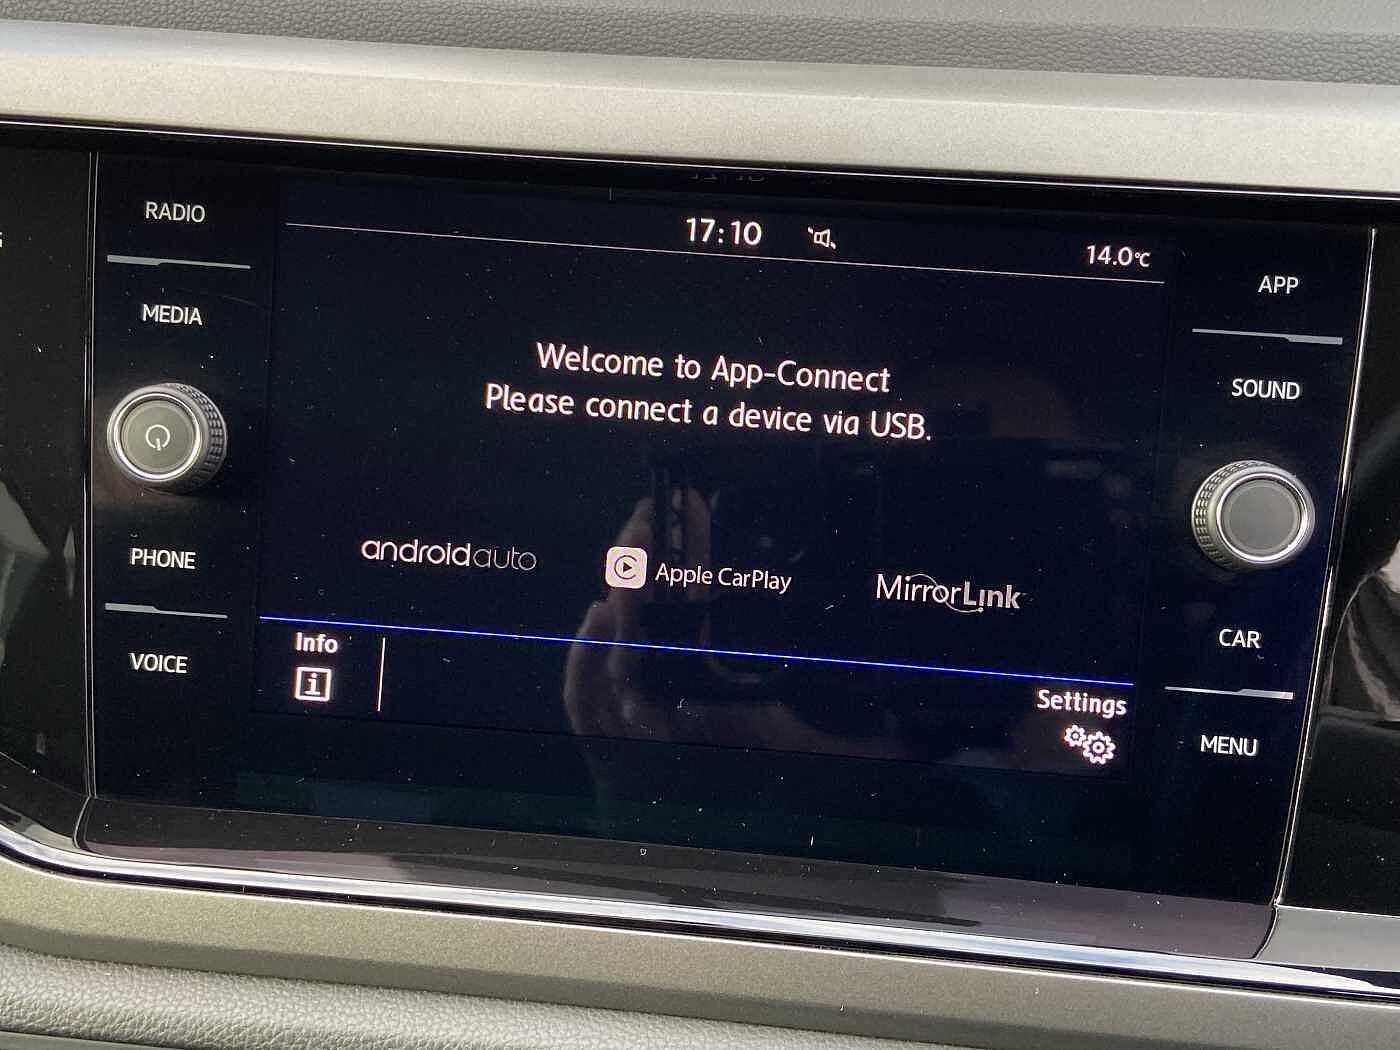 RADIO
MEDIA
PHONE
VOICE
17:10
14.0°C
Welcome to App-Connect
Please connect a device via USB.
androidauto
Apple CarPlay
MirrorLink
Info
Settings
APP
SOUND
CAR
MENU